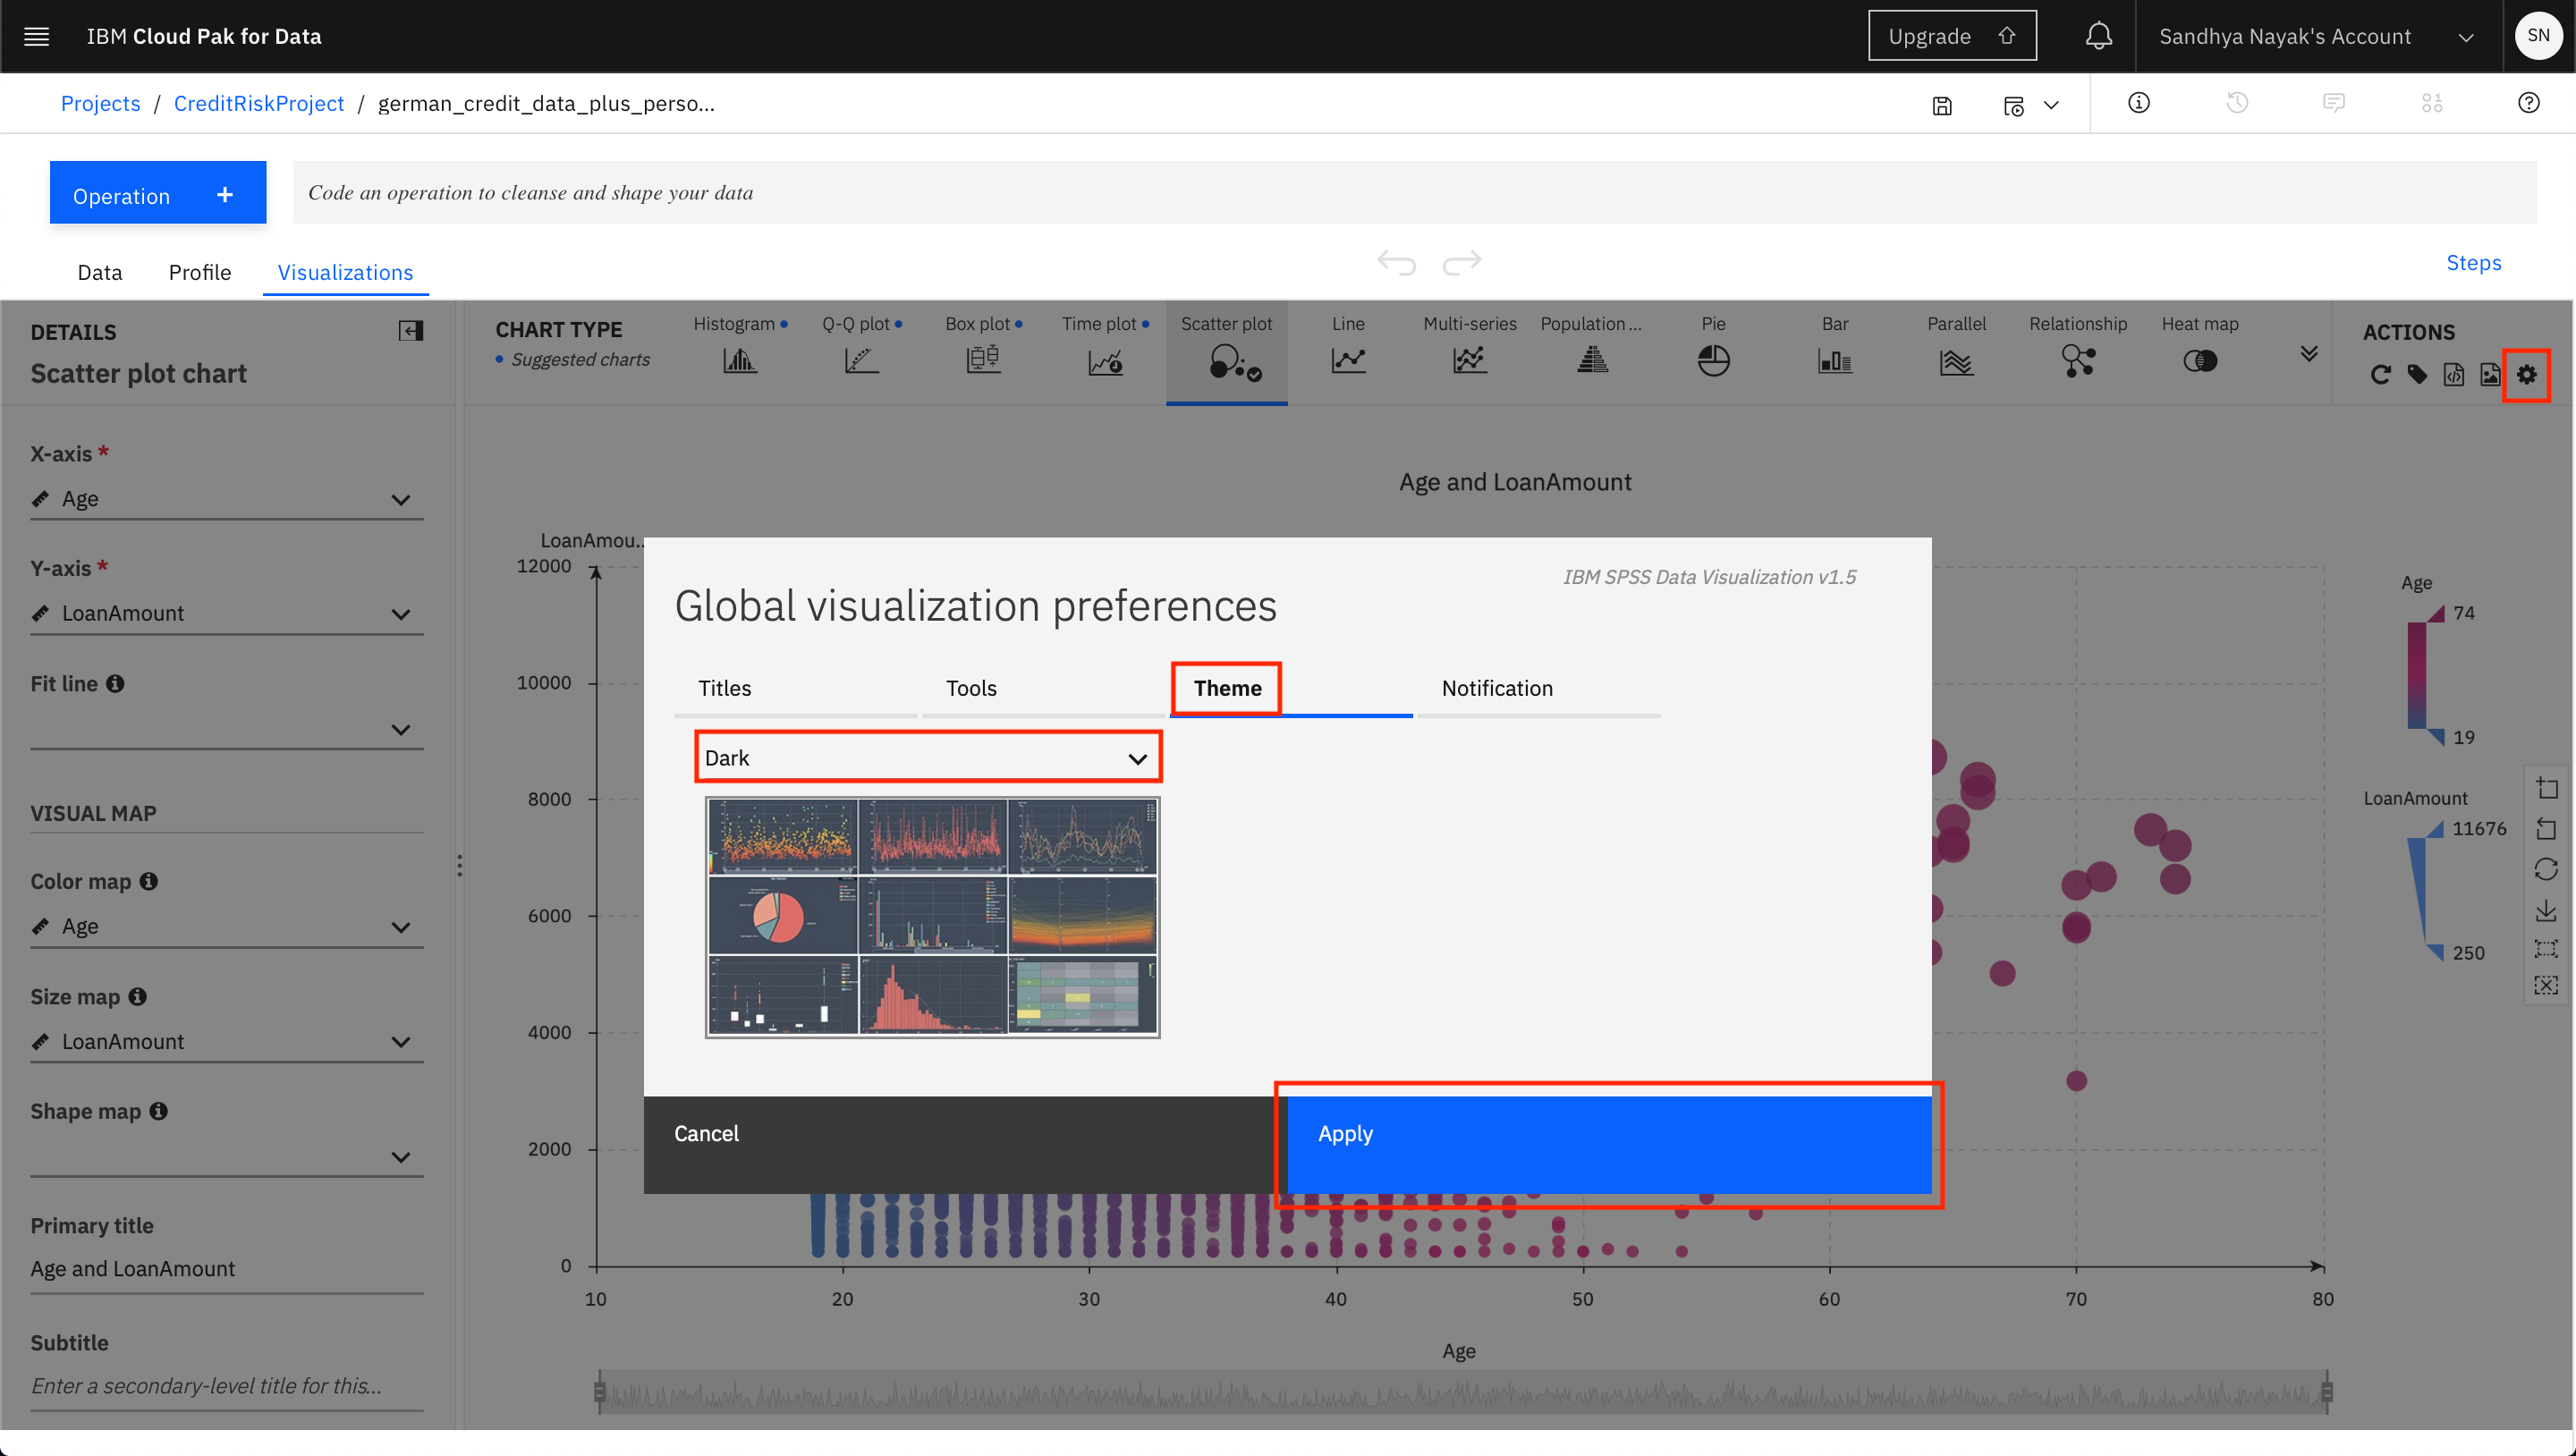 IBM Cloud Pak for Data
Upgrade
Sandhya Nayak's Account
SN
Projects / CreditRiskProject / german_credit_data_plus_perso...
Operation +
Code an operation to cleanse and shape your data
Data
Profile
Visualizations
Steps
DETAILS
Scatter plot chart
CHART TYPE
Suggested charts
Histogram
Q-Q plot
Box plot
Time plot
Scatter plot
Line
Multi-series
Population ...
Pie
Bar
Parallel
Relationship
Heat map
ACTIONS
X-axis *
Age
Y-axis *
LoanAmount
Fit line
VISUAL MAP
Color map
Age
Size map
LoanAmount
Shape map
Primary title
Age and LoanAmount
Subtitle
Enter a secondary-level title for this...
Age and LoanAmount
LoanAmou..
12000
10000
8000
6000
4000
2000
0
10
20
30
40
50
60
70
80
Age
Age
74
19
LoanAmount
11676
250
IBM SPSS Data Visualization v1.5
Global visualization preferences
Titles
Tools
Theme
Notification
Dark
Cancel
Apply